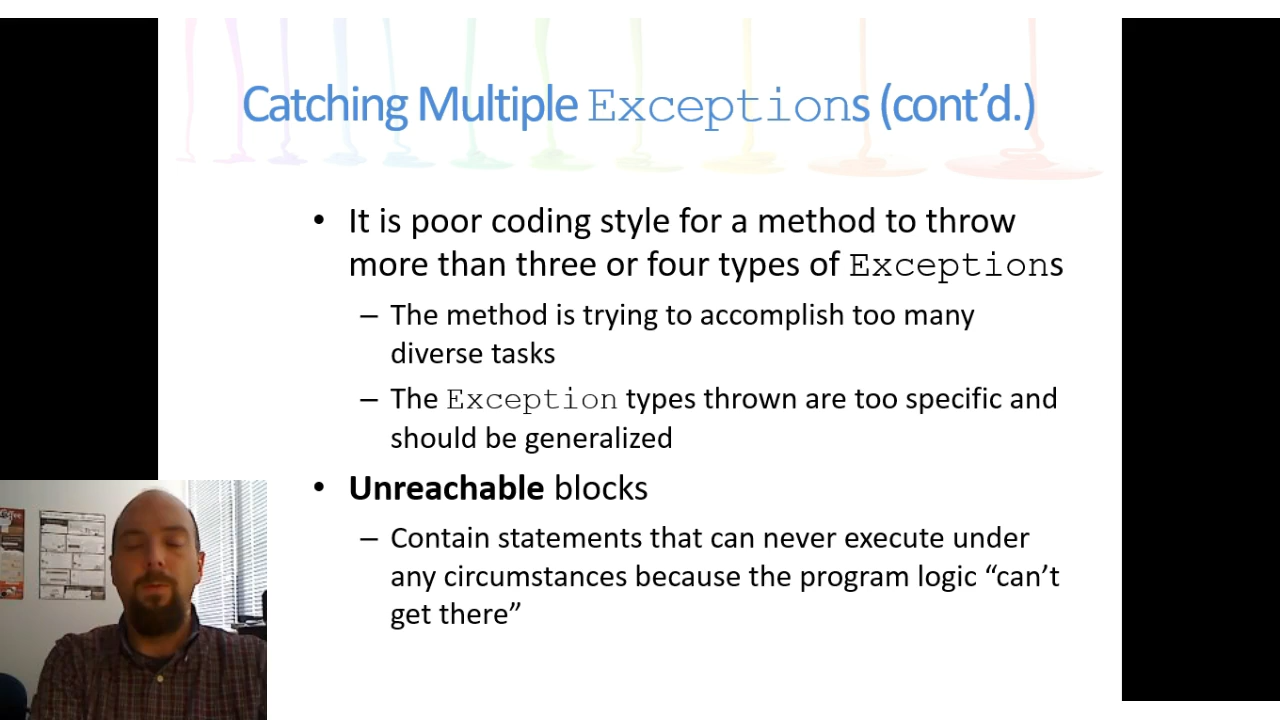 Catching Multiple Exceptions (cont’d.)
• It is poor coding style for a method to throw
more than three or four types of Exceptions
– The method is trying to accomplish too many
diverse tasks
– The Exception types thrown are too specific and
should be generalized
• Unreachable blocks
– Contain statements that can never execute under
any circumstances because the program logic “can’t
get there”